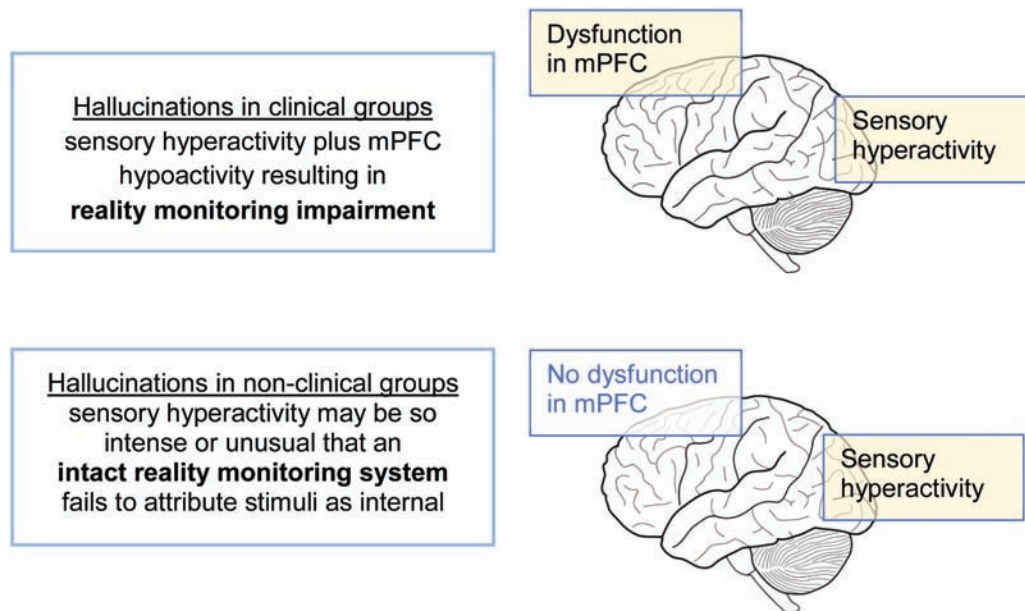 Hallucinations in clinical groups
sensory hyperactivity plus mPFC
hypoactivity resulting in
reality monitoring impairment
Dysfunction
in mPFC
Sensory
hyperactivity
Hallucinations in non-clinical groups
sensory hyperactivity may be so
intense or unusual that an
intact reality monitoring system
fails to attribute stimuli as internal
No dysfunction
in mPFC
Sensory
hyperactivity